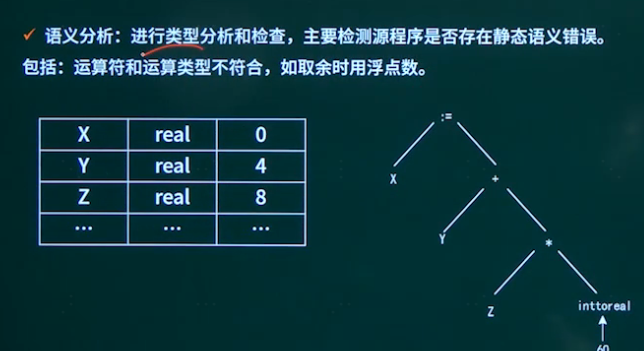 ✓ 语义分析：进行类型分析和检查，主要检测源程序是否存在静态语义错误。
包括：运算符和运算类型不符合，如取余时用浮点数。
X real 0
Y real 4
Z real 8
… … …
:=
X +
Y *
Z inttoreal
60